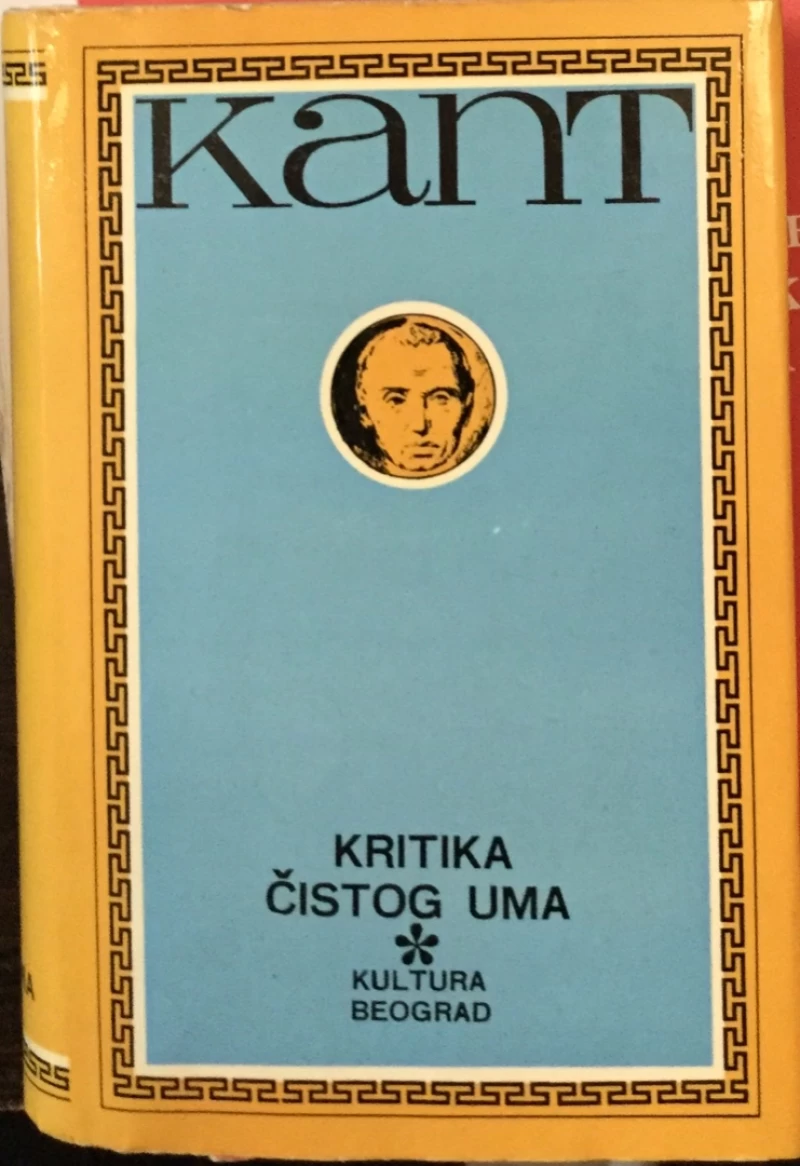 Kant
KRITIKA
ČISTOG UMA
KULTURA
BEOGRAD